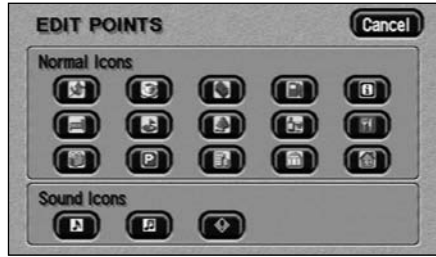 EDIT POINTS
Cancel
Normal Icons
i
P
Sound Icons